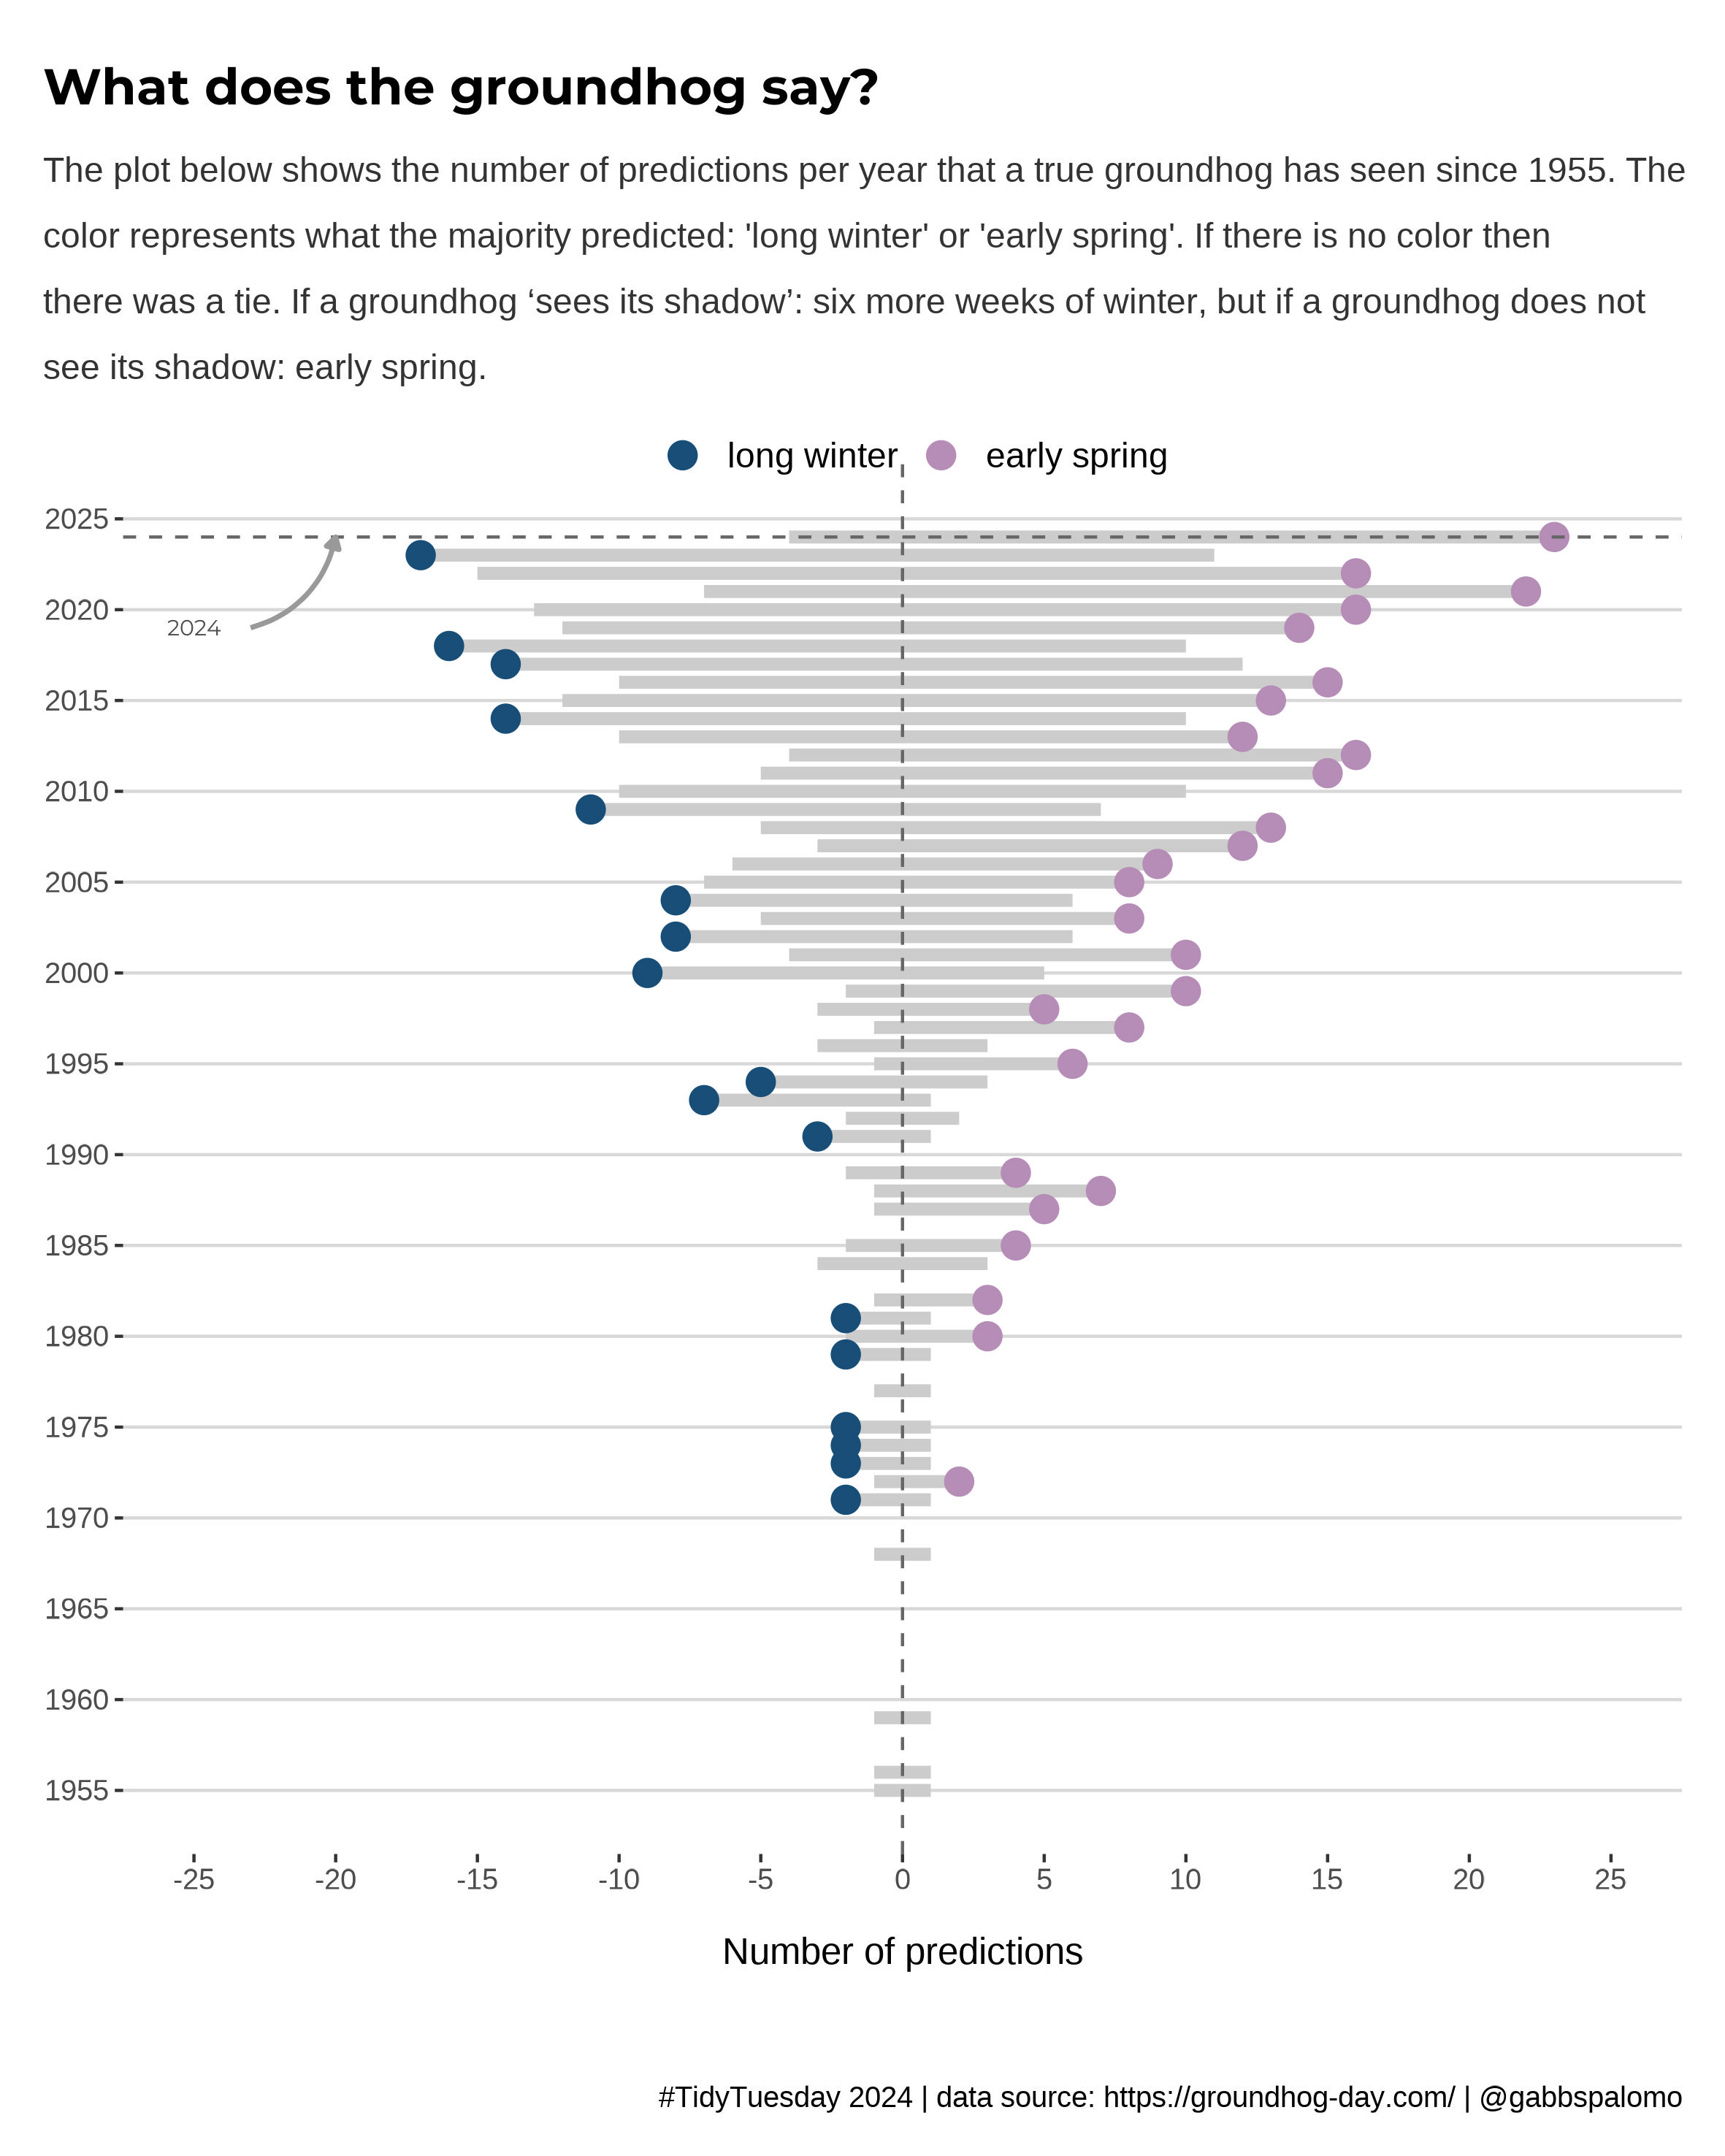 What does the groundhog say?
The plot below shows the number of predictions per year that a true groundhog has seen since 1955. The
color represents what the majority predicted: 'long winter' or 'early spring'. If there is no color then
there was a tie. If a groundhog ‘sees its shadow’: six more weeks of winter, but if a groundhog does not
see its shadow: early spring.
long winter early spring
2025
2020
2024
2015
2010
2005
2000
1995
1990
1985
1980
1975
1970
1965
1960
1955
-25 -20 -15 -10 -5 0 5 10 15 20 25
Number of predictions
#TidyTuesday 2024 | data source: https://groundhog-day.com/ | @gabbspalomo